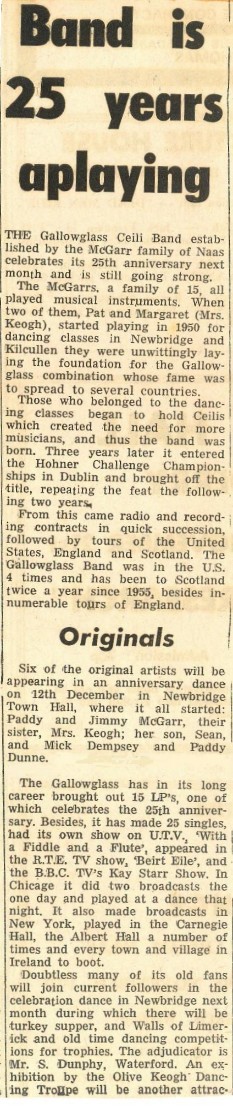 Band is
25 years
aplaying
THE Gallowglass Ceili Band estab-
lished by the McGarr family of Naas
celebrates its 25th anniversary next
month and is still going strong.
The McGarrs, a family of 15, all
played musical instruments. When
two of them, Pat and Margaret (Mrs.
Keogh), started playing in 1950 for
dancing classes in Newbridge and
Kilcullen they were unwittingly lay-
ing the foundation for the Gallow-
glass combination whose fame was
to spread to several countries.
Those who belonged to the danc-
ing classes began to hold Ceilis
which created the need for more
musicians, and thus the band was
born. Three years later it entered
the Hohner Challenge Champion-
ships in Dublin and brought off the
title, repeating the feat the follow-
ing two years.
From this came radio and record-
ing contracts in quick succession,
followed by tours of the United
States, England and Scotland. The
Gallowglass Band was in the U.S.
4 times and has been to Scotland
twice a year since 1955, besides in-
numerable tours of England.
Originals
Six of the original artists will be
appearing in an anniversary dance
on 12th December in Newbridge
Town Hall, where it all started:
Paddy and Jimmy McGarr, their
sister, Mrs. Keogh; her son, Sean,
and Mick Dempsey and Paddy
Dunne.
The Gallowglass has in its long
career brought out 15 LP's, one of
which celebrates the 25th anniver-
sary. Besides, it has made 25 singles,
had its own show on U.T.V., 'With
a Fiddle and a Flute', appeared in
the R.T.E. TV show, 'Beirt Eile', and
the B.B.C. TV's Kay Starr Show. In
Chicago it did two broadcasts the
one day and played at a dance that
night. It also made broadcasts in
New York, played in the Carnegie
Hall, the Albert Hall a number of
times and every town and village in
Ireland to boot.
Doubtless many of its old fans
will join current followers in the
celebration dance in Newbridge next
month during which there will be
turkey supper, and Walls of Limer-
ick and old time dancing competit-
ions for trophies. The adjudicator is
Mr. S. Dunphy, Waterford. An ex-
hibition by the Olive Keogh Danc-
ing Troupe will be another attrac-